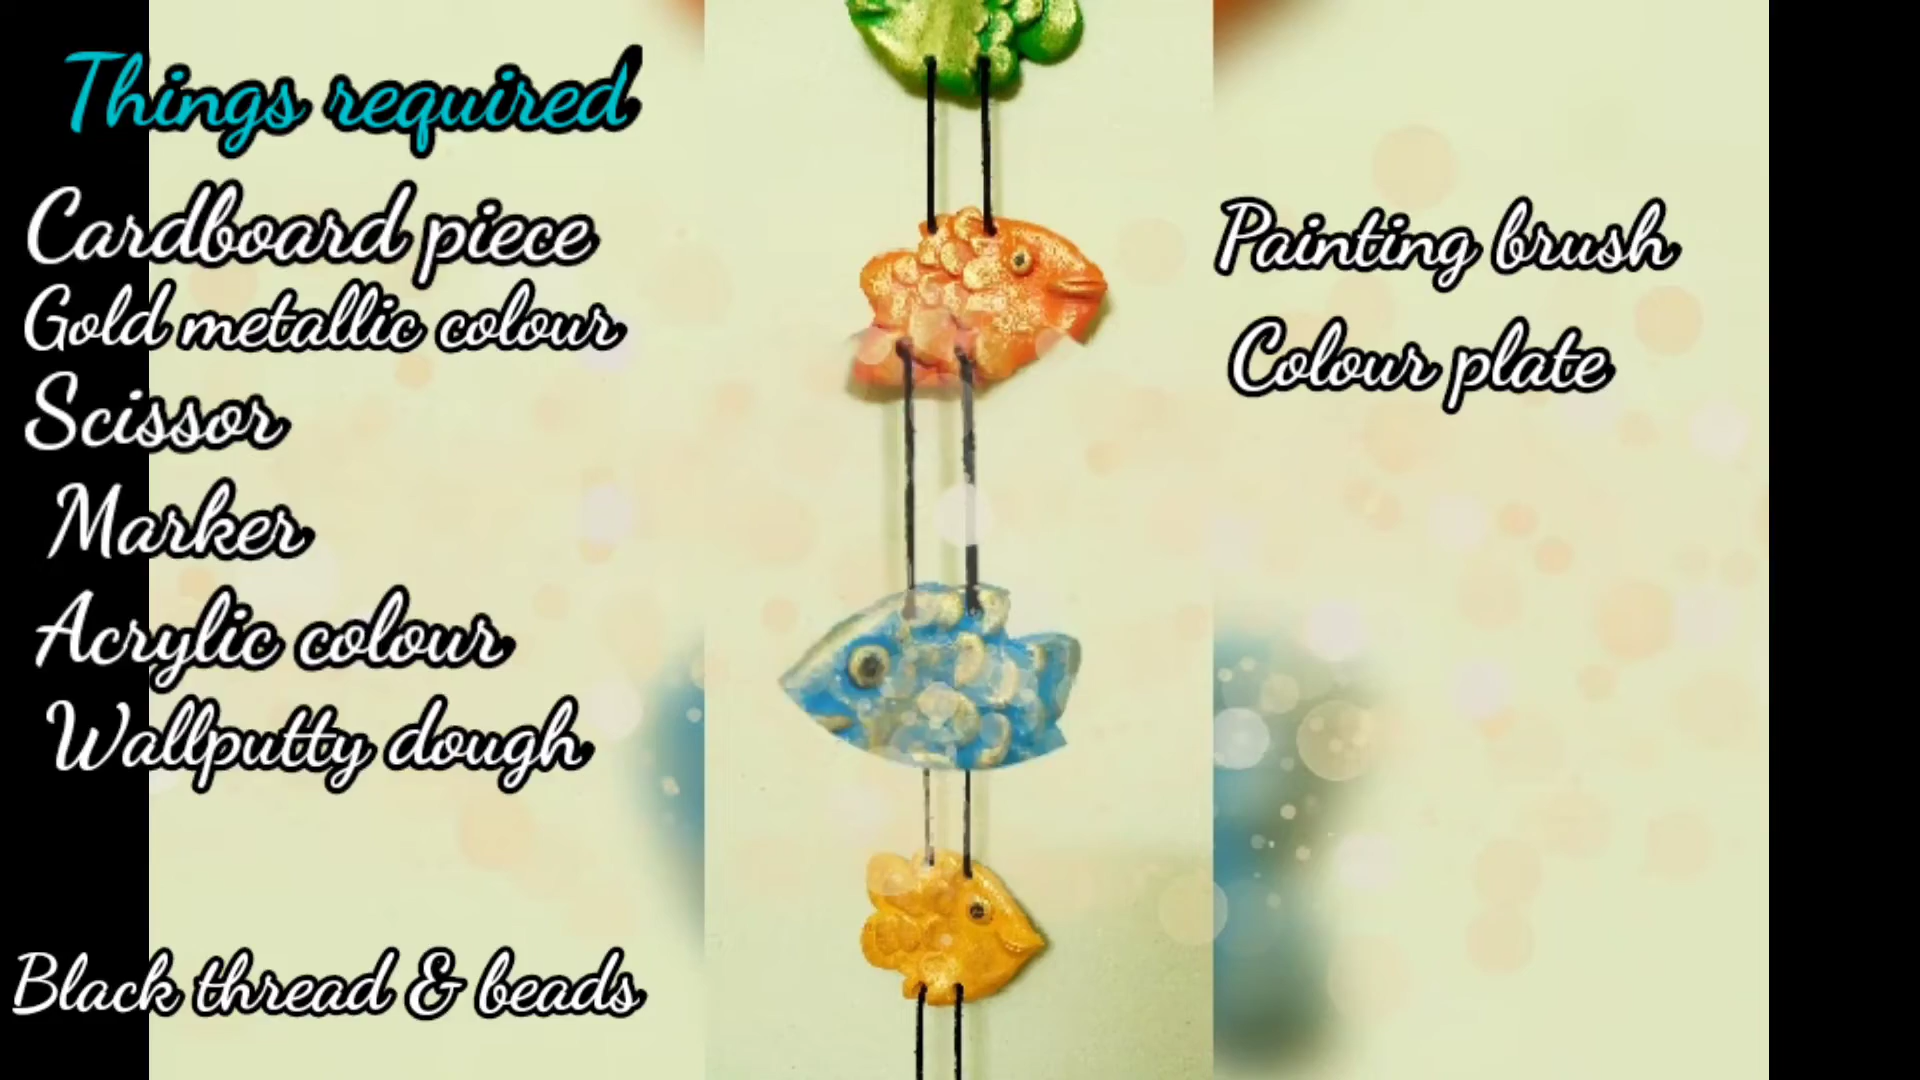 Things required
Cardboard piece
Gold metallic colour
Scissor
Marker
Acrylic colour
Wallputty dough
Black thread & beads
Painting brush
Colour plate